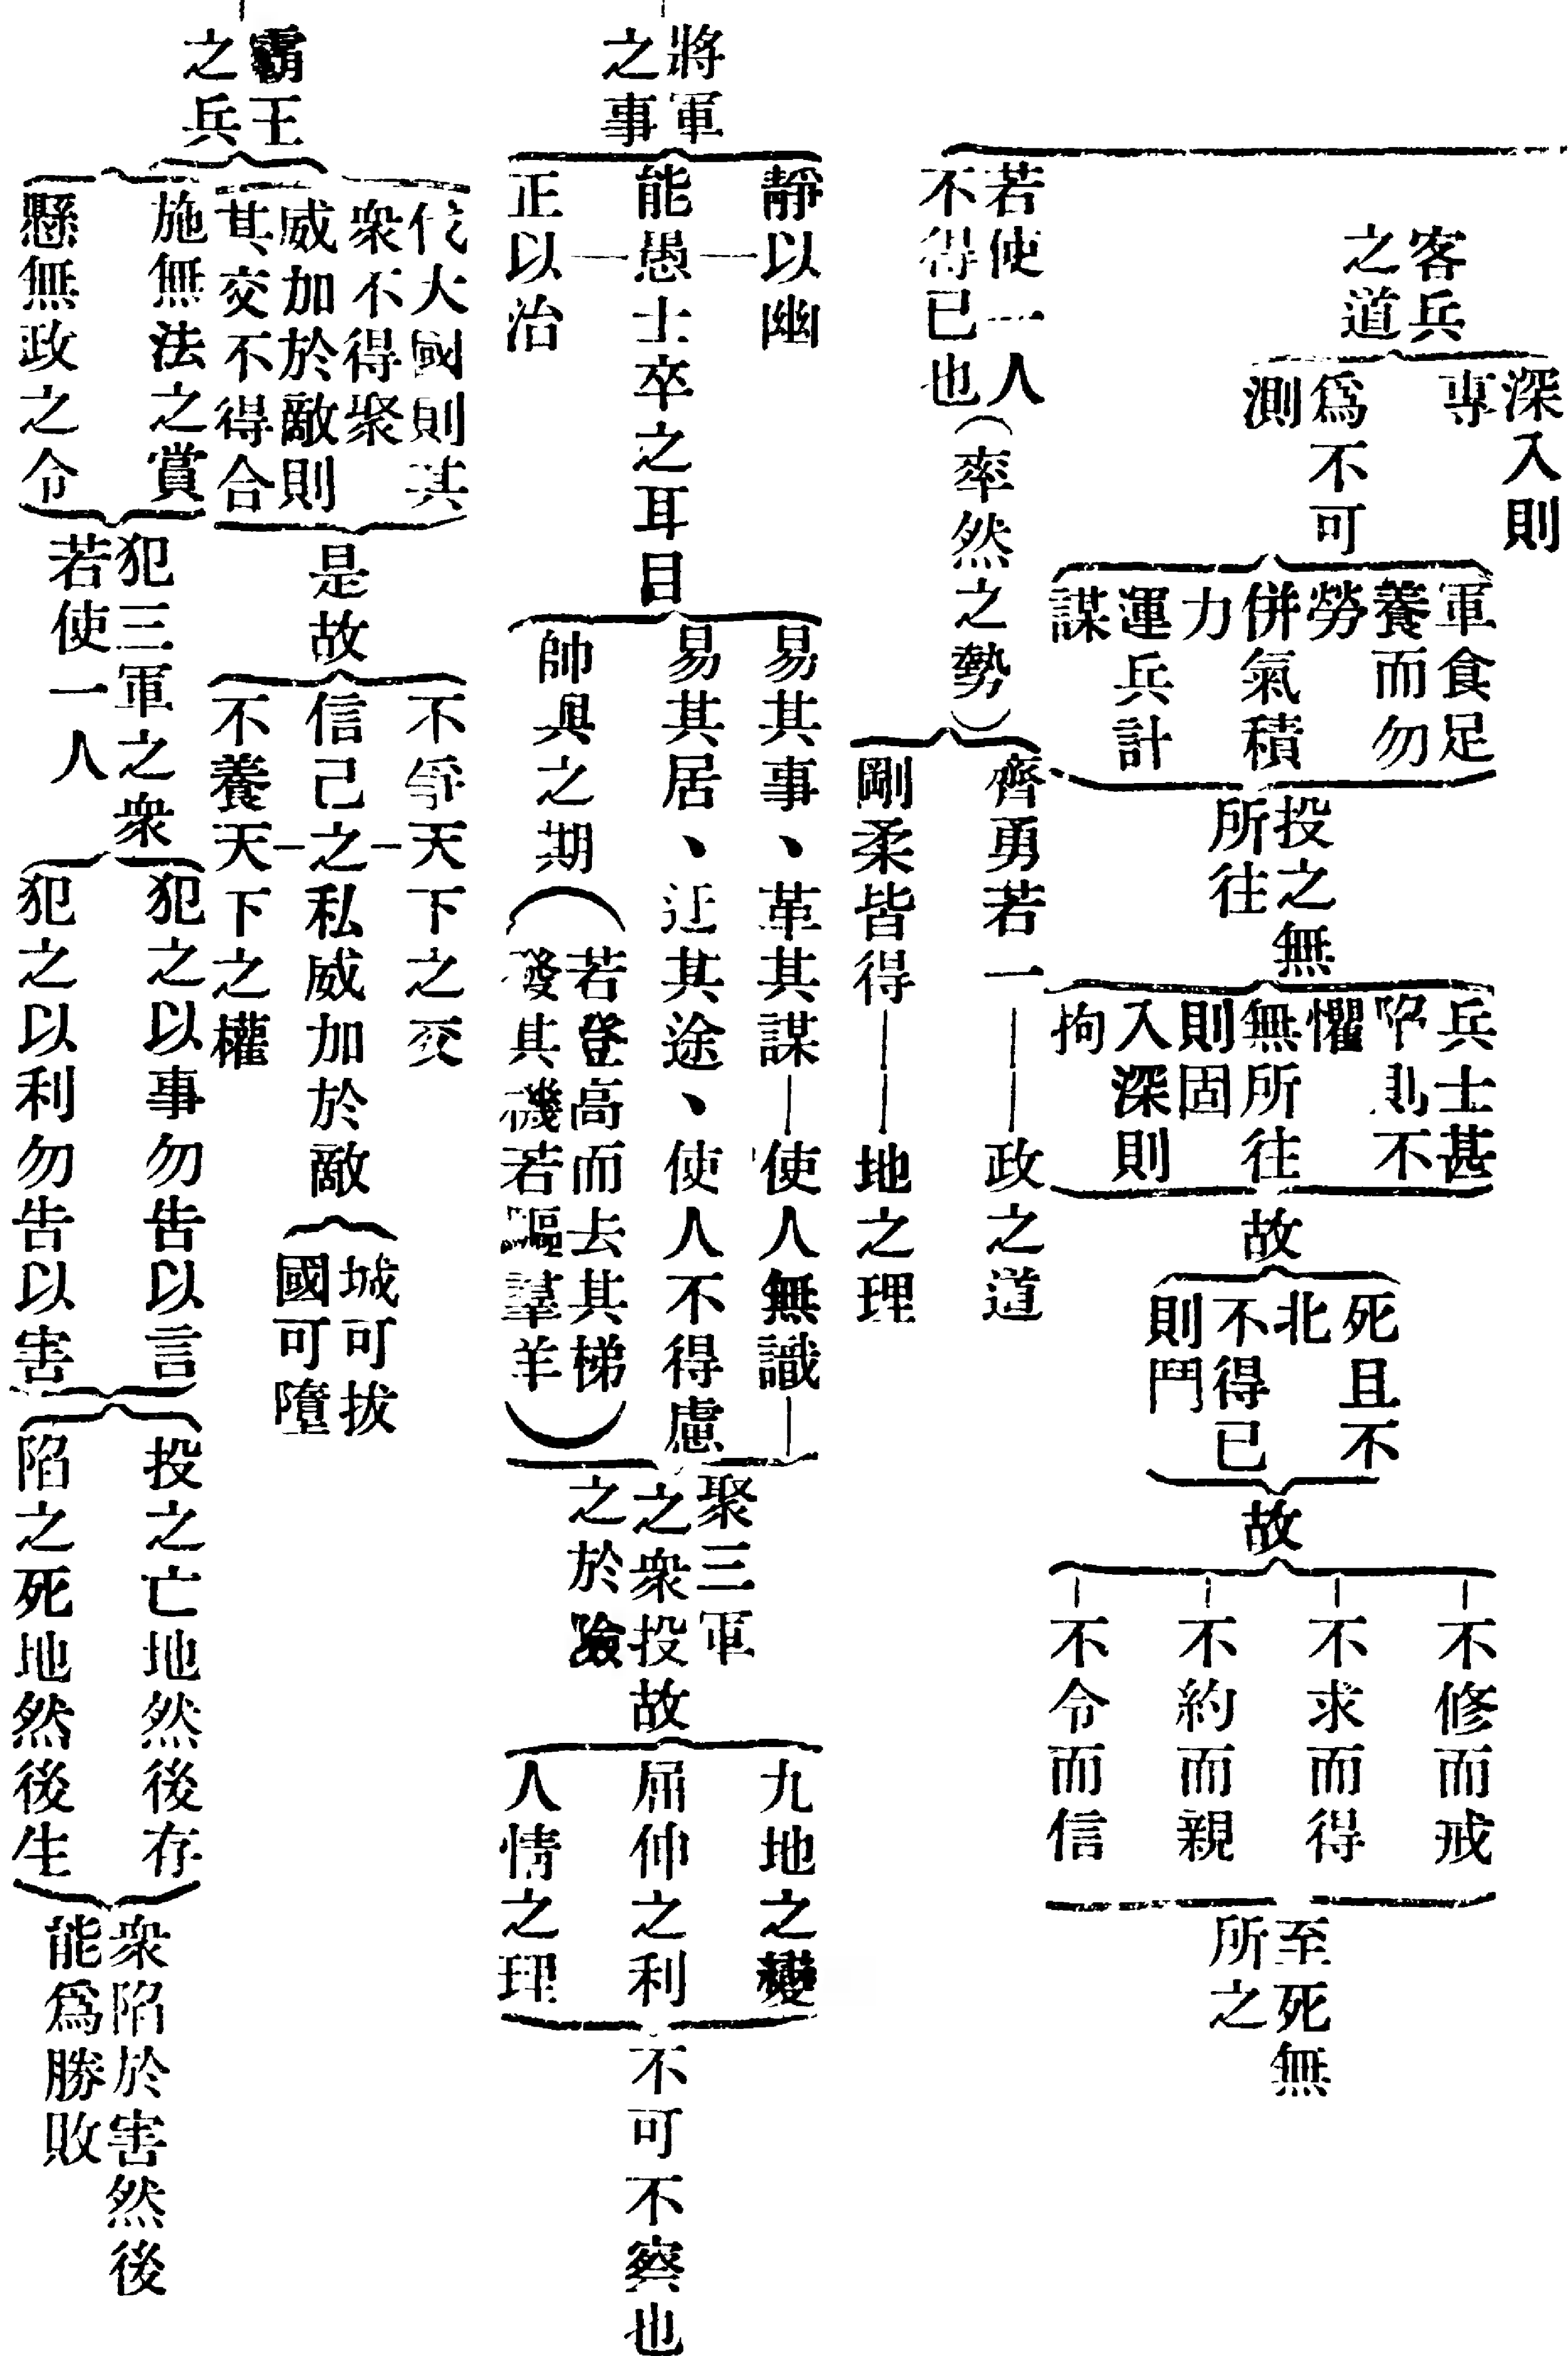 客兵
之道
深入則
專
爲不可
測
軍食足
養而勿
勞
併氣積
力
運兵計
謀
投之無
所往
兵士甚
陷則不
懼
無所往
則固
入深則
拘
故
死且不
北
不得已
則鬥
故
不修而戒
不求而得
不約而親
不令而信
至死無
所之
若使一人
不得已也(率然之勢)
齊勇若一——政之道
剛柔皆得——地之理
將軍
之事
靜以幽
能愚士卒之耳目
正以治
易其事、革其謀—使人無識—
易其居、迂其途、使人不得慮
帥與之期
(若登高而去其梯
發其機若驅羣羊)
聚三軍
之衆投
之於險
故
九地之變
屈伸之利
人情之理
不可不察也
霸王
之兵
伐大國則其
衆不得聚
威加於敵則
其交不得合
是故
不爭天下之交
信己之私威加於敵
不養天下之權
城可拔
國可隳
施無法之賞
懸無政之令
犯三軍之衆
若使一人
犯之以事勿告以言
犯之以利勿告以害
投之亡地然後存
陷之死地然後生
衆陷於害然後
能爲勝敗